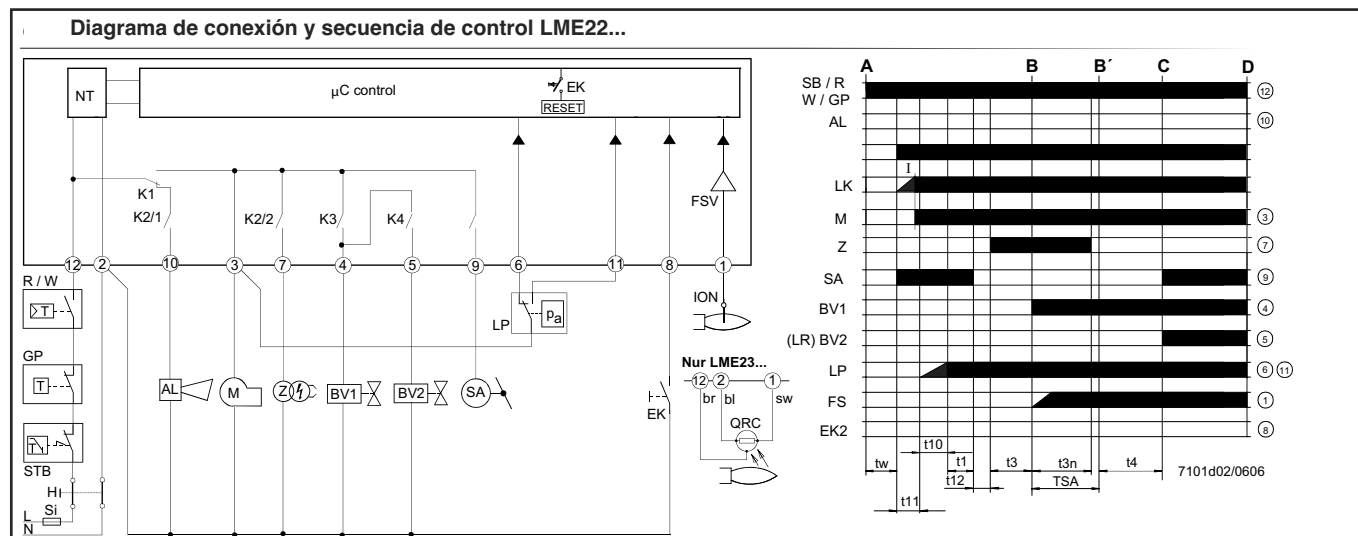 Diagrama de conexión y secuencia de control LME22...
NT
µC control
EK
RESET
FSV
K1
K2/1
K2/2
K3
K4
12 2 10 3 7 4 5 9 6 11 8 1
R / W
T
GP
T
STB
H
Si
L
N
AL
M
Z
BV1
BV2
SA
LP
pa
ION
EK
Nur LME23...
12 2 1
br bl sw
QRC
A B B´ C D
SB / R
W / GP
12
AL
10
I
LK
M
3
Z
7
SA
9
BV1
4
(LR) BV2
5
LP
6 11
FS
1
EK2
8
t10
tw t1 t3 t3n t4
t12 TSA
t11
7101d02/0606